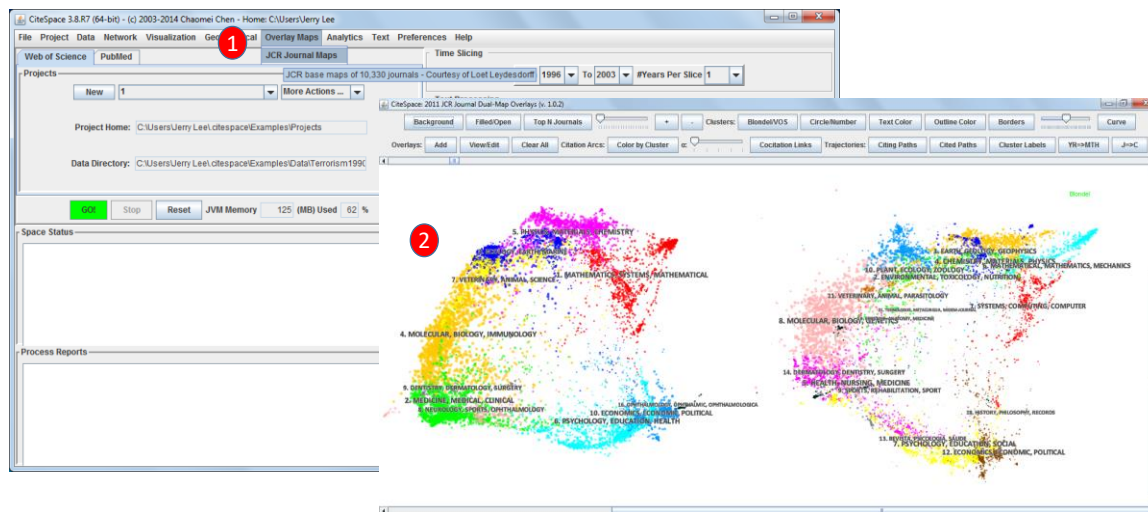 CiteSpace 3.8.R7 (64-bit) - (c) 2003-2014 Chaomei Chen - Home: C:\Users\Jerry Lee
File Project Data Network Visualization Geographical Overlay Maps Analytics Text Preferences Help
1
Web of Science PubMed
JCR Journal Maps
Time Slicing
JCR base maps of 10,330 journals - Courtesy of Loet Leydesdorff
1996 To 2003 #Years Per Slice 1
Projects
New 1 More Actions ...
Project Home: C:\Users\Jerry Lee\.citespace\Examples\Projects
Data Directory: C:\Users\Jerry Lee\.citespace\Examples\Data\Terrorism1990
GO! Stop Reset JVM Memory 125 (MB) Used 62 %
Space Status
Process Reports
CiteSpace: 2011 JCR Journal Dual-Map Overlays (v. 1.0.2)
Background Filled/Open Top N Journals + - Clusters: Blondel/VOS Circle/Number Text Color Outline Color Borders Curve
Overlays: Add View/Edit Clear All Citation Arcs: Color by Cluster α: Cocitation Links Trajectories: Citing Paths Cited Paths Cluster Labels YR=>MTH J=>C
Blondel
2
1. MATHEMATICS, SYSTEMS, MATHEMATICAL
7. VETERINARY, ANIMAL, SCIENCE
4. MOLECULAR, BIOLOGY, IMMUNOLOGY
9. DENTISTRY, DERMATOLOGY, SURGERY
2. MEDICINE, MEDICAL, CLINICAL
8. NEUROLOGY, SPORTS, OPHTHALMOLOGY
10. ECONOMICS, ECONOMIC, POLITICAL
6. PSYCHOLOGY, EDUCATION, HEALTH
EARTH, GEOLOGY, GEOPHYSICS
4. CHEMISTRY, MATERIALS, PHYSICS
MATHEMATICAL, MATHEMATICS, MECHANICS
10. PLANT, ECOLOGY, ZOOLOGY
2. ENVIRONMENTAL, TOXICOLOGY, NUTRITION
11. VETERINARY, ANIMAL, PARASITOLOGY
SYSTEMS, COMPUTING, COMPUTER
8. MOLECULAR, BIOLOGY, GENETICS
14. DERMATOLOGY, DENTISTRY, SURGERY
HEALTH, NURSING, MEDICINE
SPORTS, REHABILITATION, SPORT
HISTORY, PHILOSOPHY, RECORDS
13. REVISTA, PSICOLOGIA, SAUDE
7. PSYCHOLOGY, EDUCATION, SOCIAL
12. ECONOMICS, ECONOMIC, POLITICAL